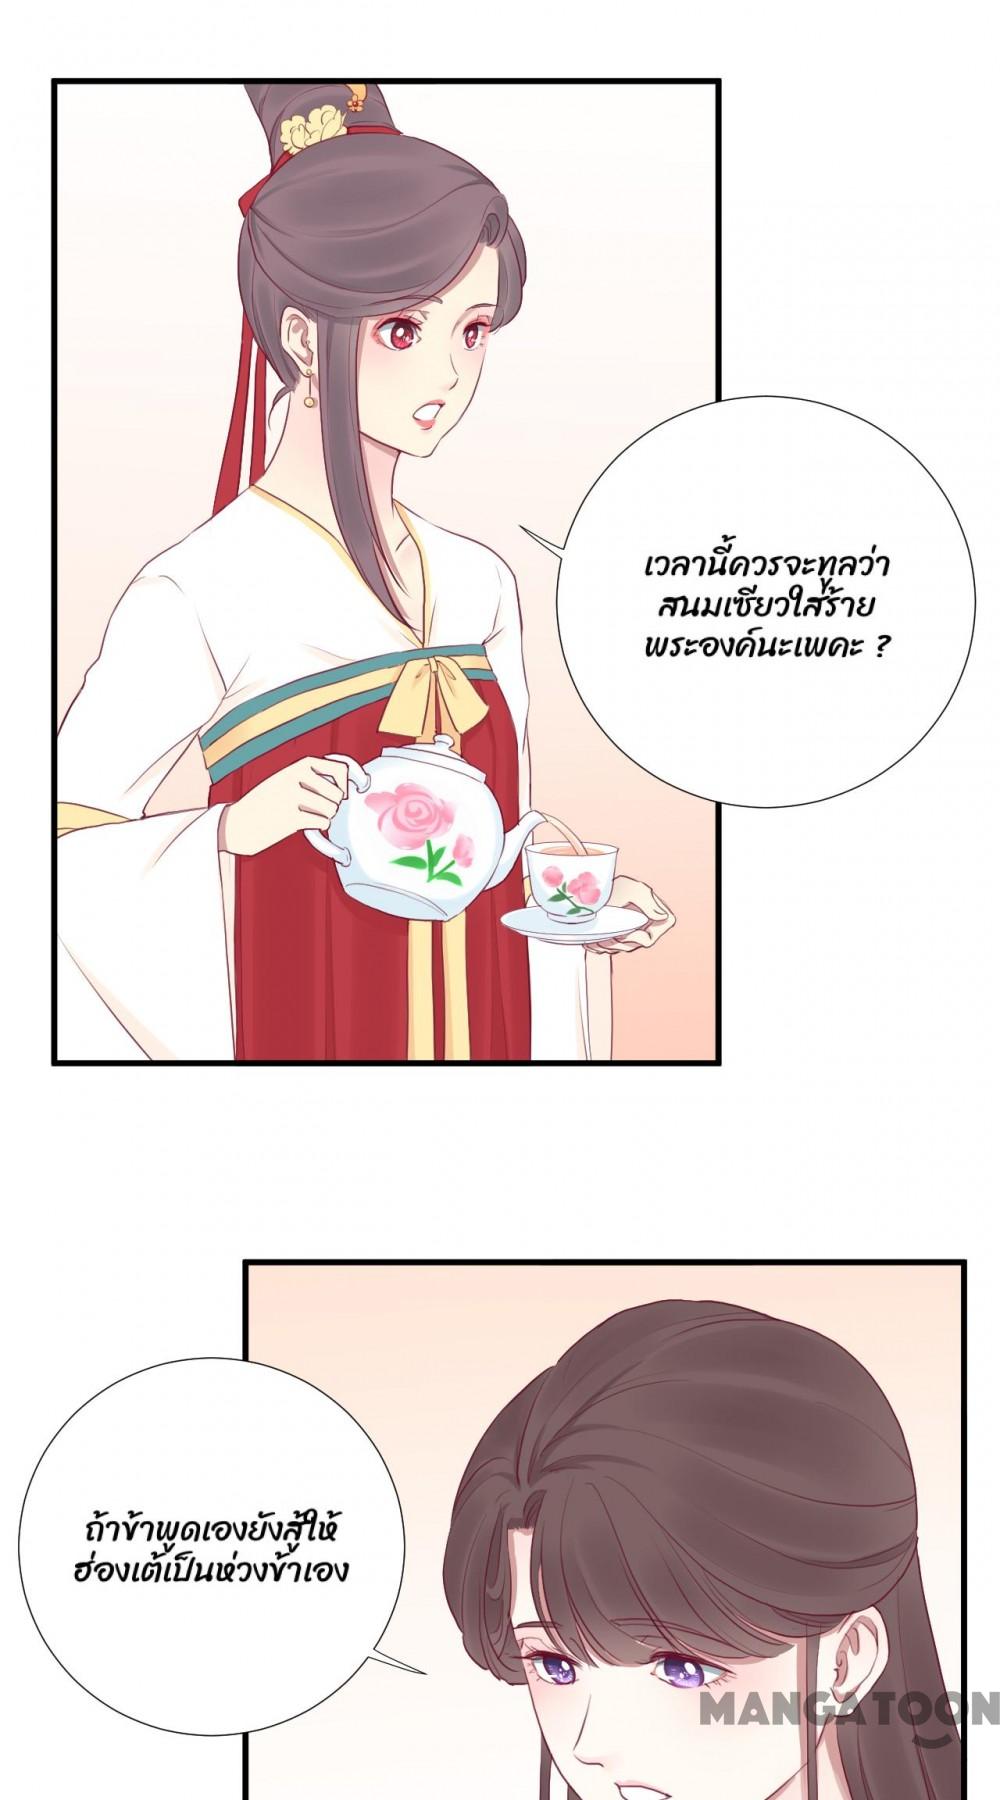 เวลานี้ควรจะทูลว่า
สนมเซียวใส่ร้าย
พระองค์นะเพคะ ?
ถ้าข้าพูดเองยังสู้ให้
ฮ่องเต้เป็นห่วงข้าเอง
MANGATOON